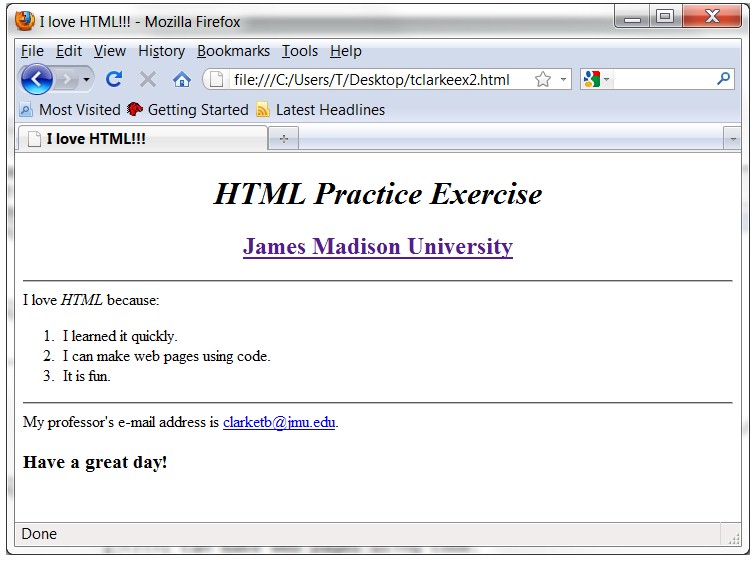 I love HTML!!! - Mozilla Firefox
File Edit View History Bookmarks Tools Help
file:///C:/Users/T/Desktop/tclarkeex2.html
Most Visited Getting Started Latest Headlines
I love HTML!!!
HTML Practice Exercise
James Madison University
I love HTML because:
1. I learned it quickly.
2. I can make web pages using code.
3. It is fun.
My professor's e-mail address is clarketb@jmu.edu.
Have a great day!
Done